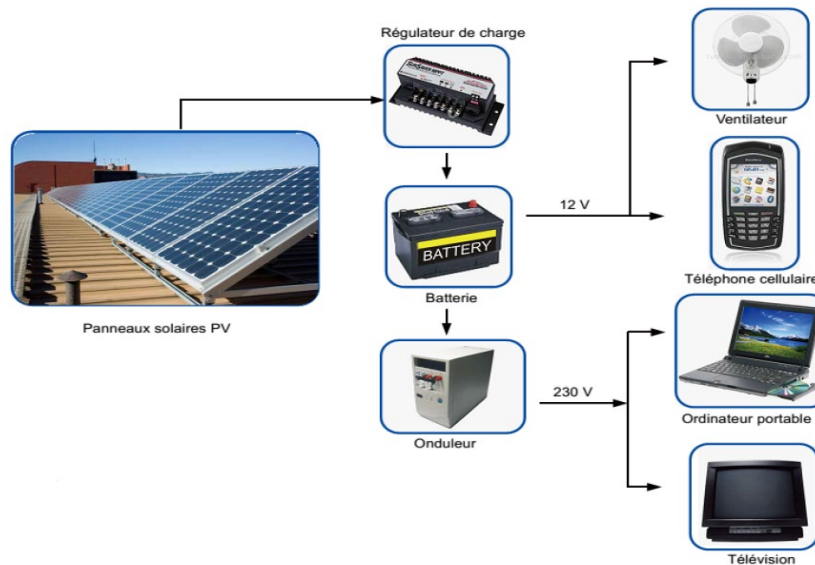 Régulateur de charge
Ventilateur
12 V
BATTERY
Batterie
Téléphone cellulaire
Panneaux solaires PV
230 V
Onduleur
Ordinateur portable
Télévision